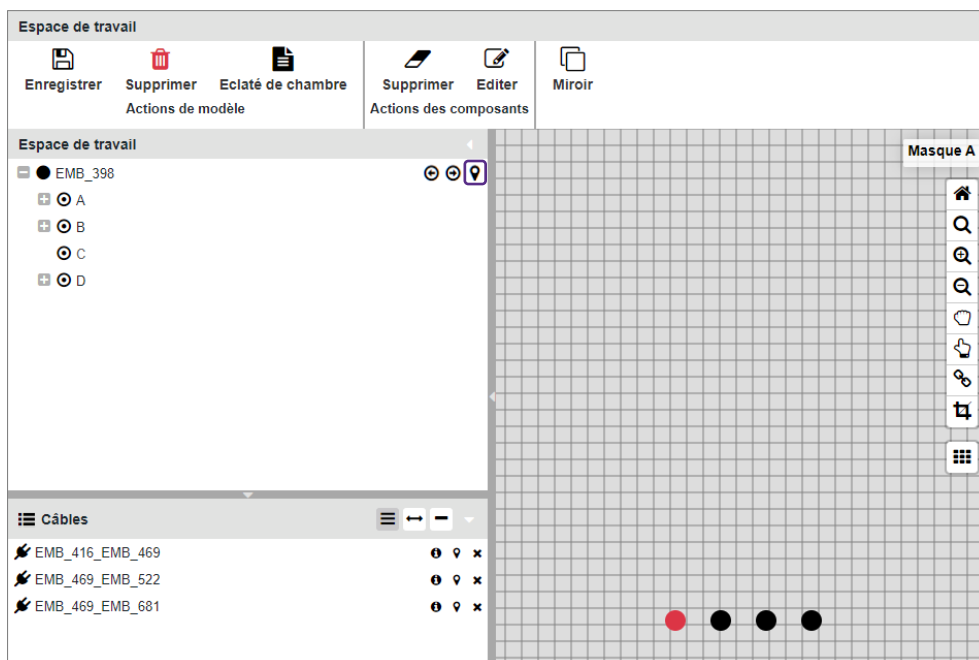 Espace de travail
Enregistrer Supprimer Eclaté de chambre Supprimer Editer Miroir
Actions de modèle Actions des composants
Espace de travail
Masque A
EMB_398
A
B
C
D
Câbles
EMB_416_EMB_469
EMB_469_EMB_522
EMB_469_EMB_681